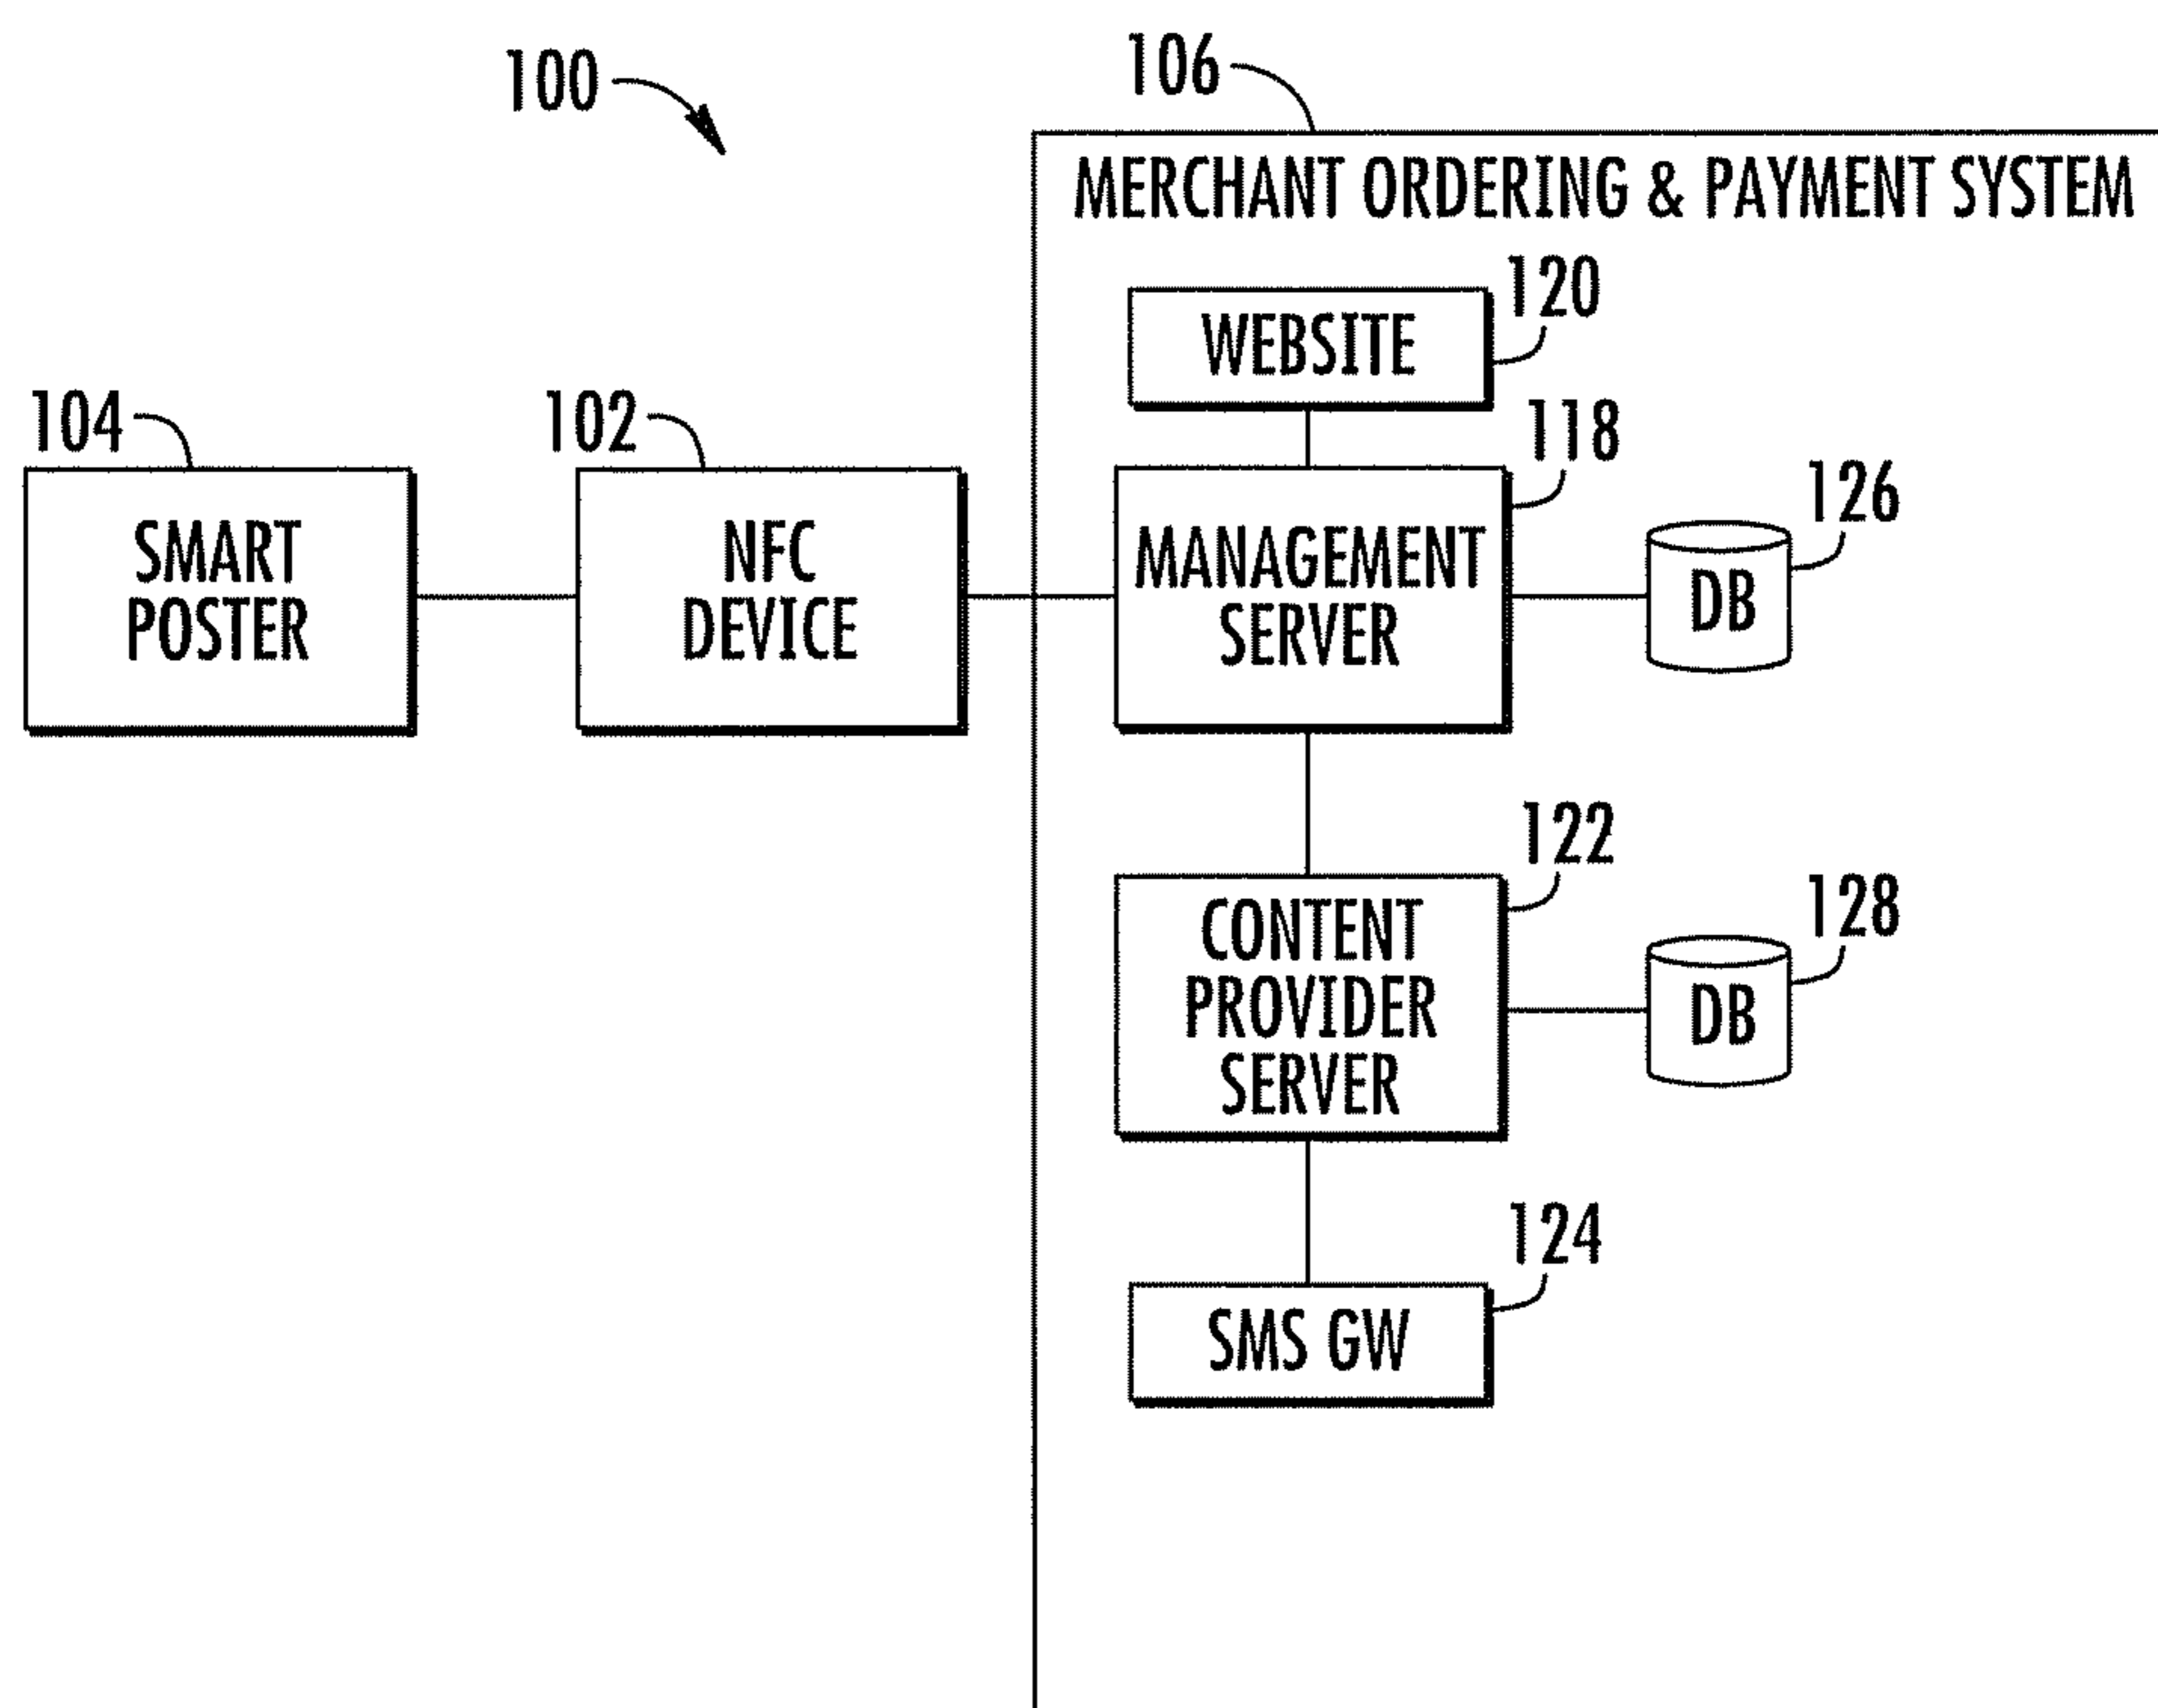 100
106
MERCHANT ORDERING & PAYMENT SYSTEM
120
WEBSITE
104
102
118
SMART
POSTER
NFC
DEVICE
MANAGEMENT
SERVER
126
DB
122
CONTENT
PROVIDER
SERVER
128
DB
124
SMS GW